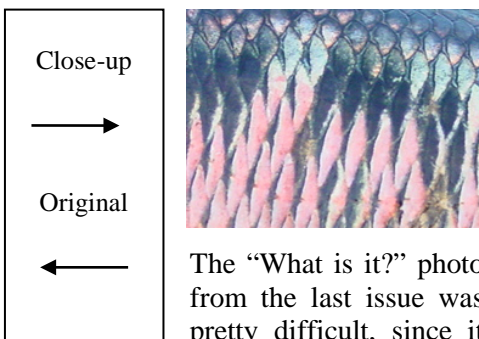 Close-up
Original
The “What is it?” photo
from the last issue was
pretty difficult, since it